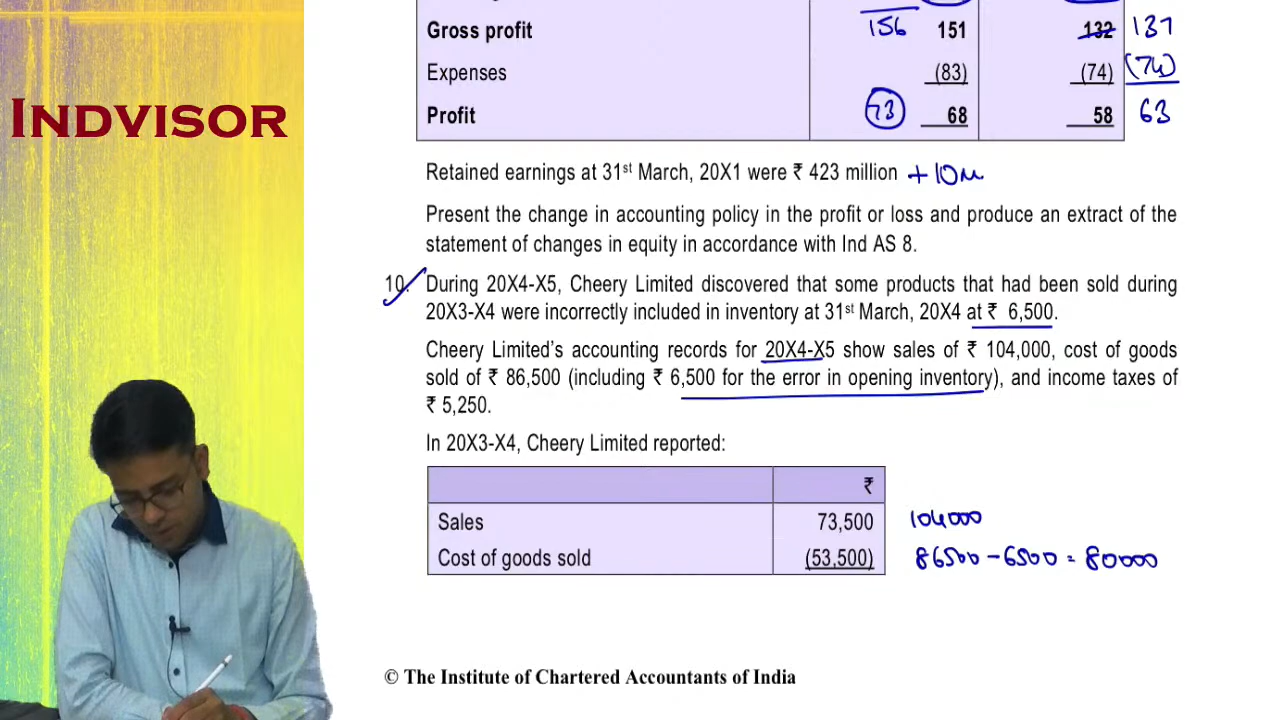 156
Gross profit 151 132 137
Expenses (83) (74) (74)
INDVISOR
Profit 73 68 58 63
Retained earnings at 31st March, 20X1 were ₹ 423 million + 10m
Present the change in accounting policy in the profit or loss and produce an extract of the
statement of changes in equity in accordance with Ind AS 8.
10. During 20X4-X5, Cheery Limited discovered that some products that had been sold during
20X3-X4 were incorrectly included in inventory at 31st March, 20X4 at ₹ 6,500.
Cheery Limited's accounting records for 20X4-X5 show sales of ₹ 104,000, cost of goods
sold of ₹ 86,500 (including ₹ 6,500 for the error in opening inventory), and income taxes of
₹ 5,250.
In 20X3-X4, Cheery Limited reported:
₹
Sales 73,500 104000
Cost of goods sold (53,500) 86500 - 6500 = 80000
© The Institute of Chartered Accountants of India